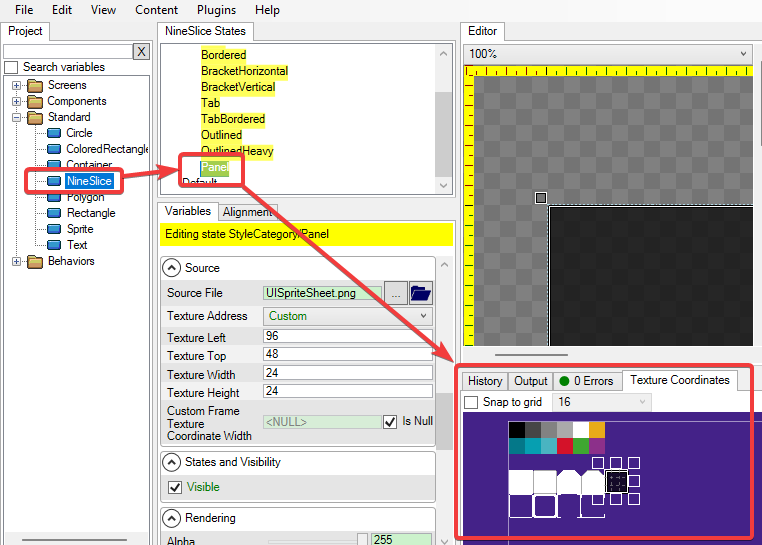 File Edit View Content Plugins Help
Project
X
Search variables
Screens
Components
Standard
Circle
ColoredRectangle
Container
NineSlice
Polygon
Rectangle
Sprite
Text
Behaviors
NineSlice States
Bordered
BracketHorizontal
BracketVertical
Tab
TabBordered
Outlined
OutlinedHeavy
Panel
Default
Variables Alignment
Editing state StyleCategory/Panel
Source
Source File UISpriteSheet.png ...
Texture Address Custom
Texture Left 96
Texture Top 48
Texture Width 24
Texture Height 24
Custom Frame
Texture
Coordinate Width <NULL> Is Null
States and Visibility
Visible
Rendering
Alpha 255
Editor
100%
History Output 0 Errors Texture Coordinates
Snap to grid 16